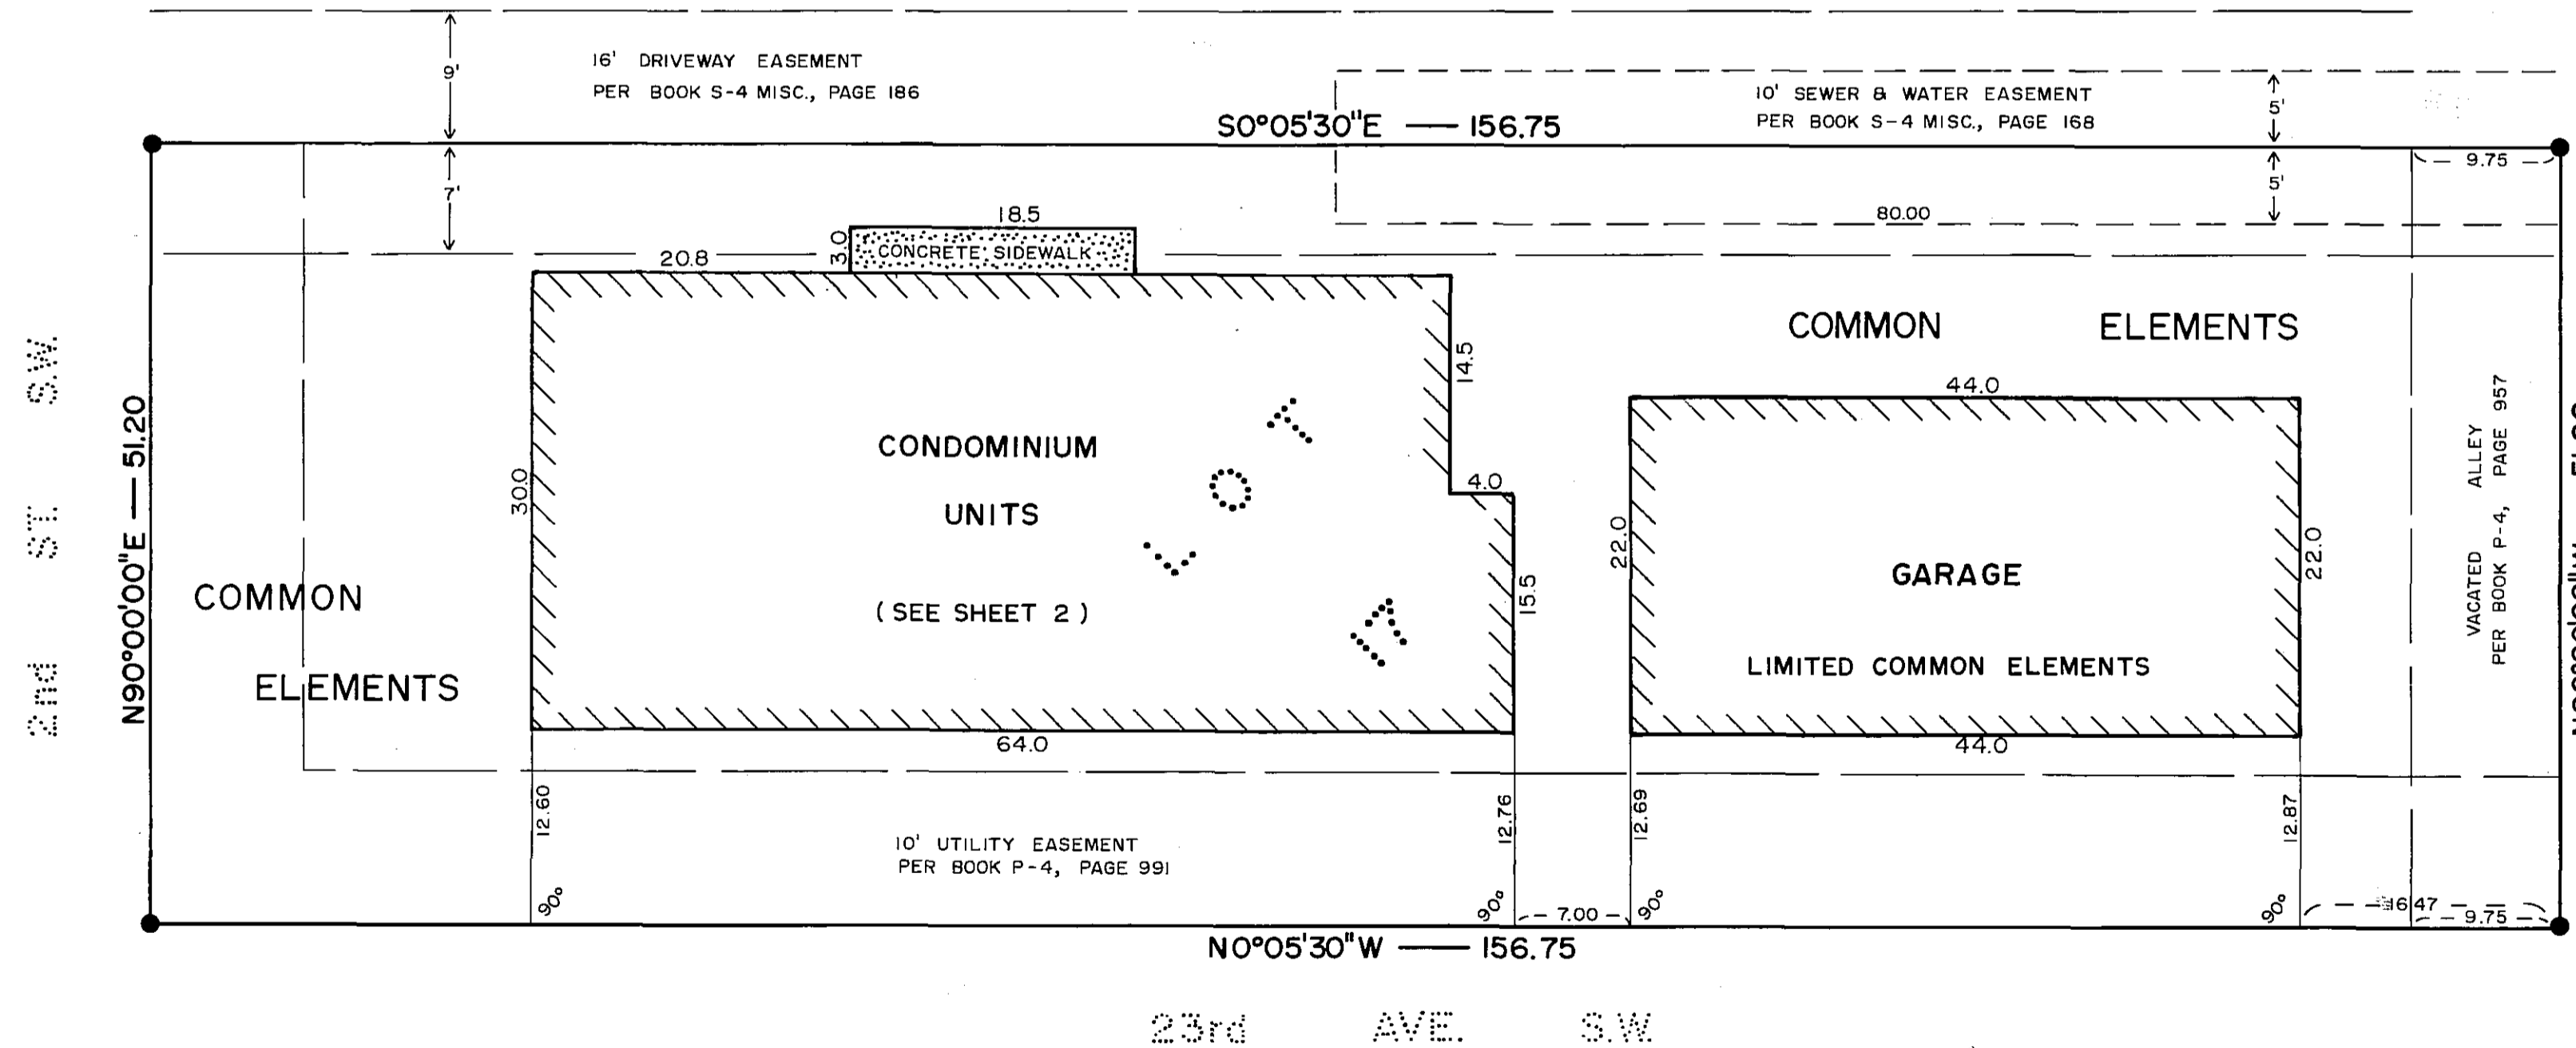 9'
16' DRIVEWAY EASEMENT
PER BOOK S-4 MISC., PAGE 186
10' SEWER & WATER EASEMENT
PER BOOK S-4 MISC., PAGE 168
5'
S0°05'30"E — 156.75
9.75
7'
5'
18.5
80.00
3.0
CONCRETE SIDEWALK
20.8
COMMON ELEMENTS
2nd ST. S.W.
N90°00'00"E — 51.20
30.0
14.5
44.0
CONDOMINIUM
UNITS
(SEE SHEET 2)
LOT
17
4.0
15.5
22.0
GARAGE
LIMITED COMMON ELEMENTS
22.0
44.0
VACATED ALLEY
PER BOOK P-4, PAGE 957
COMMON
ELEMENTS
64.0
12.60
12.76
12.69
12.87
10' UTILITY EASEMENT
PER BOOK P-4, PAGE 991
90°
90°
7.00
90°
90°
16.47
9.75
N0°05'30"W — 156.75
23rd AVE. S.W.